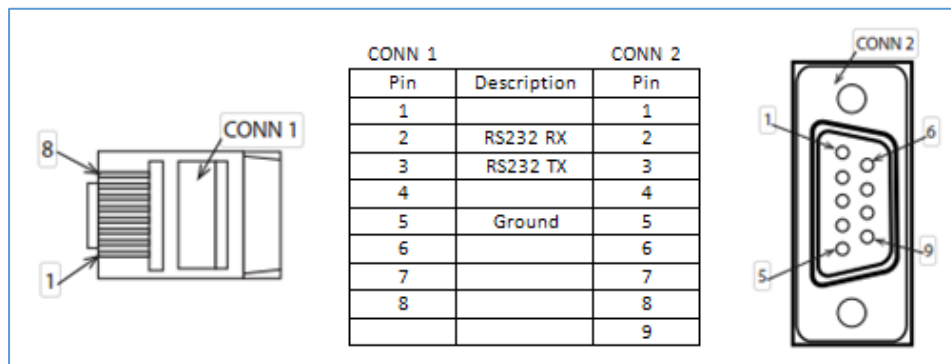 CONN 1
8
1
CONN 1 CONN 2
Pin Description Pin
1 1
2 RS232 RX 2
3 RS232 TX 3
4 4
5 Ground 5
6 6
7 7
8 8
9
CONN 2
1
6
5
9